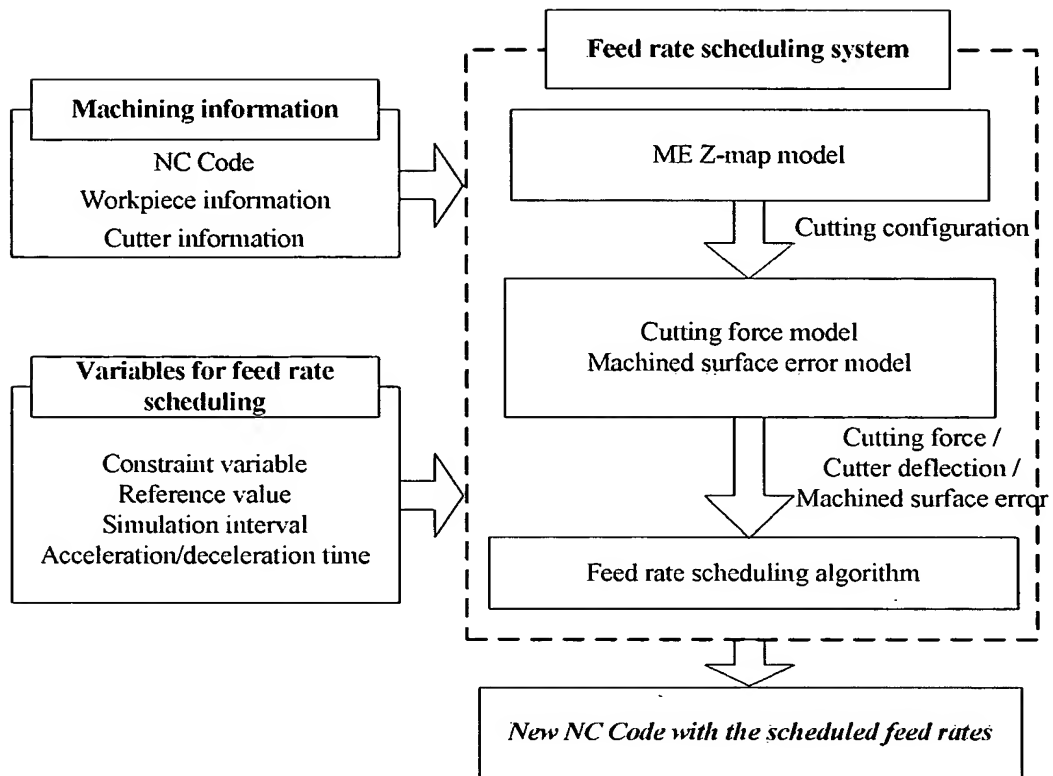 Feed rate scheduling system
Machining information
NC Code
Workpiece information
Cutter information
ME Z-map model
Cutting configuration
Cutting force model
Machined surface error model
Variables for feed rate
scheduling
Constraint variable
Reference value
Simulation interval
Acceleration/deceleration time
Cutting force /
Cutter deflection /
Machined surface error
Feed rate scheduling algorithm
New NC Code with the scheduled feed rates